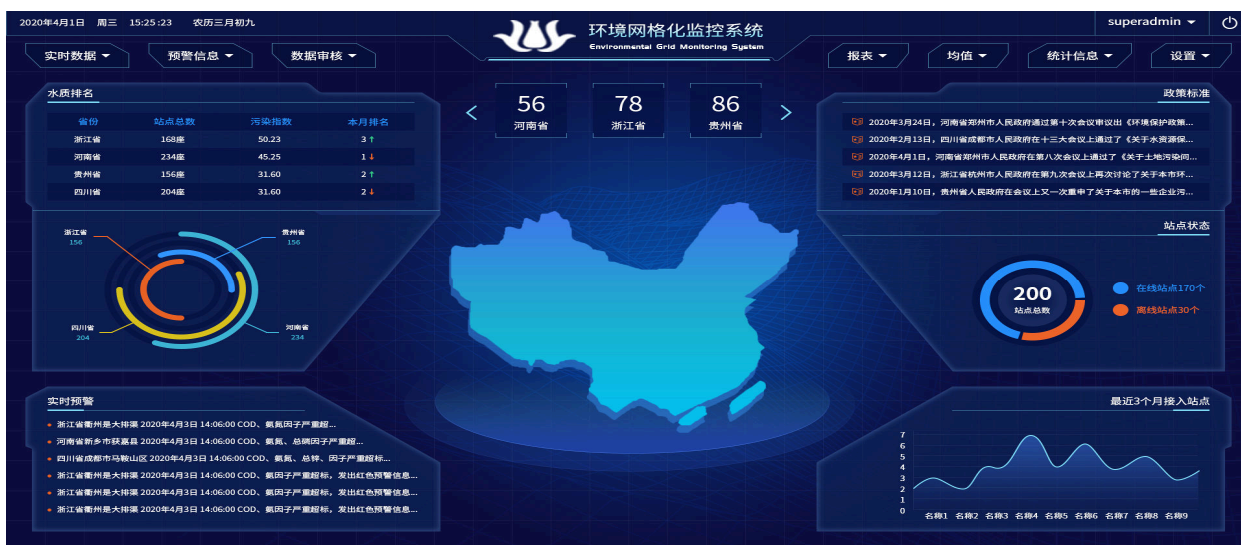 2020年4月1日 周三 15:25:23 农历三月初九
环境网格化监控系统
Environmental Grid Monitoring System
superadmin
实时数据 预警信息 数据审核
报表 均值 统计信息 设置
水质排名
省份 站点总数 污染指数 本月排名
浙江省 168座 50.23 3↑
河南省 234座 45.25 1↓
贵州省 156座 31.60 2↑
四川省 204座 31.60 2↓
56 78 86
河南省 浙江省 贵州省
政策标准
2020年3月24日，河南省郑州市人民政府通过第十次会议审议出《环境保护政策...
2020年2月13日，四川省成都市人民政府在十三大会议上通过了《关于水资源保...
2020年4月1日，河南省郑州市人民政府在第八次会议上通过了《关于土地污染问...
2020年3月12日，浙江省杭州市人民政府在第九次会议上再次讨论了关于本市环...
2020年1月10日，贵州省人民政府在会议上又一次重申了关于本市的一些企业污...
浙江省
156
贵州省
156
四川省
204
河南省
234
站点状态
200
站点总数
在线站点170个
离线站点30个
实时预警
浙江省衢州是大排渠 2020年4月3日 14:06:00 COD、氨氮因子严重超...
河南省新乡市获嘉县 2020年4月3日 14:06:00 COD、氨氮、总磷因子严重超...
四川省成都市马鞍山区 2020年4月3日 14:06:00 COD、氨氮、总锌、因子严重超标...
浙江省衢州是大排渠 2020年4月3日 14:06:00 COD、氨因子严重超标，发出红色预警信息...
浙江省衢州是大排渠 2020年4月3日 14:06:00 COD、氨因子严重超标，发出红色预警信息...
浙江省衢州是大排渠 2020年4月3日 14:06:00 COD、氨因子严重超标，发出红色预警信息...
最近3个月接入站点
7
6
5
4
3
2
1
0
名称1 名称2 名称3 名称4 名称5 名称6 名称7 名称8 名称9